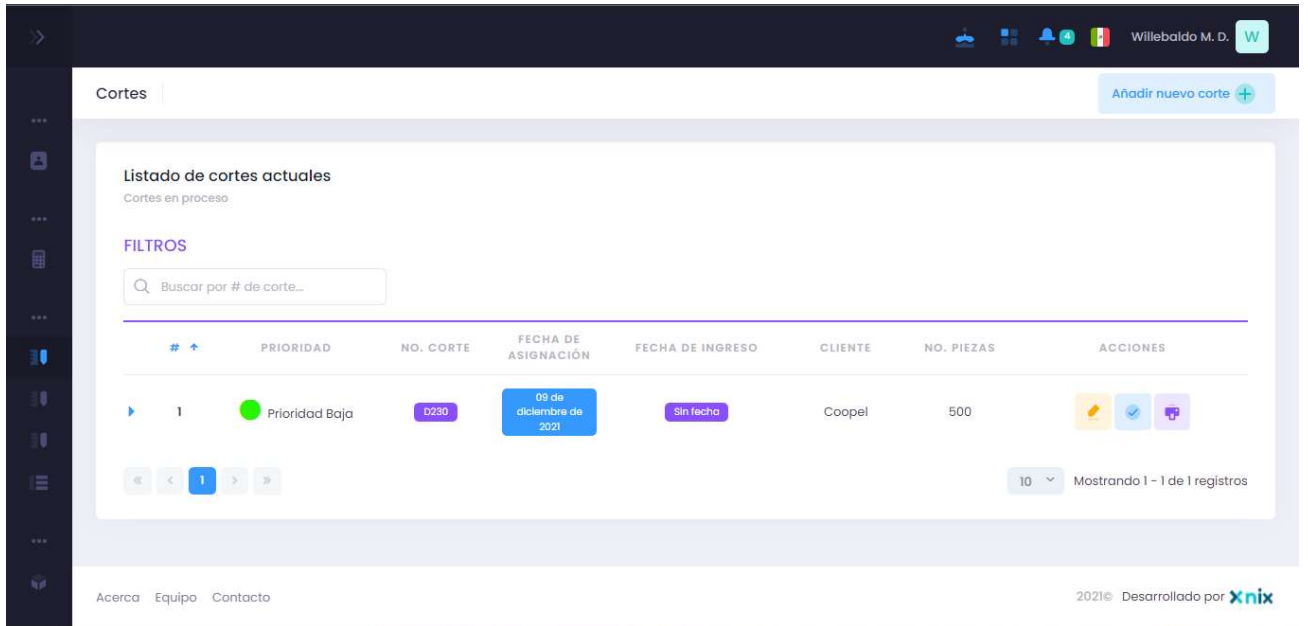 4
Willebaldo M. D.
W
Cortes
Añadir nuevo corte
Listado de cortes actuales
Cortes en proceso
FILTROS
Buscar por # de corte...
# PRIORIDAD NO. CORTE FECHA DE ASIGNACIÓN FECHA DE INGRESO CLIENTE NO. PIEZAS ACCIONES
1 Prioridad Baja D230 09 de diciembre de 2021 Sin fecha Coopel 500
1
10 Mostrando 1 - 1 de 1 registros
Acerca Equipo Contacto
2021© Desarrollado por Xnix